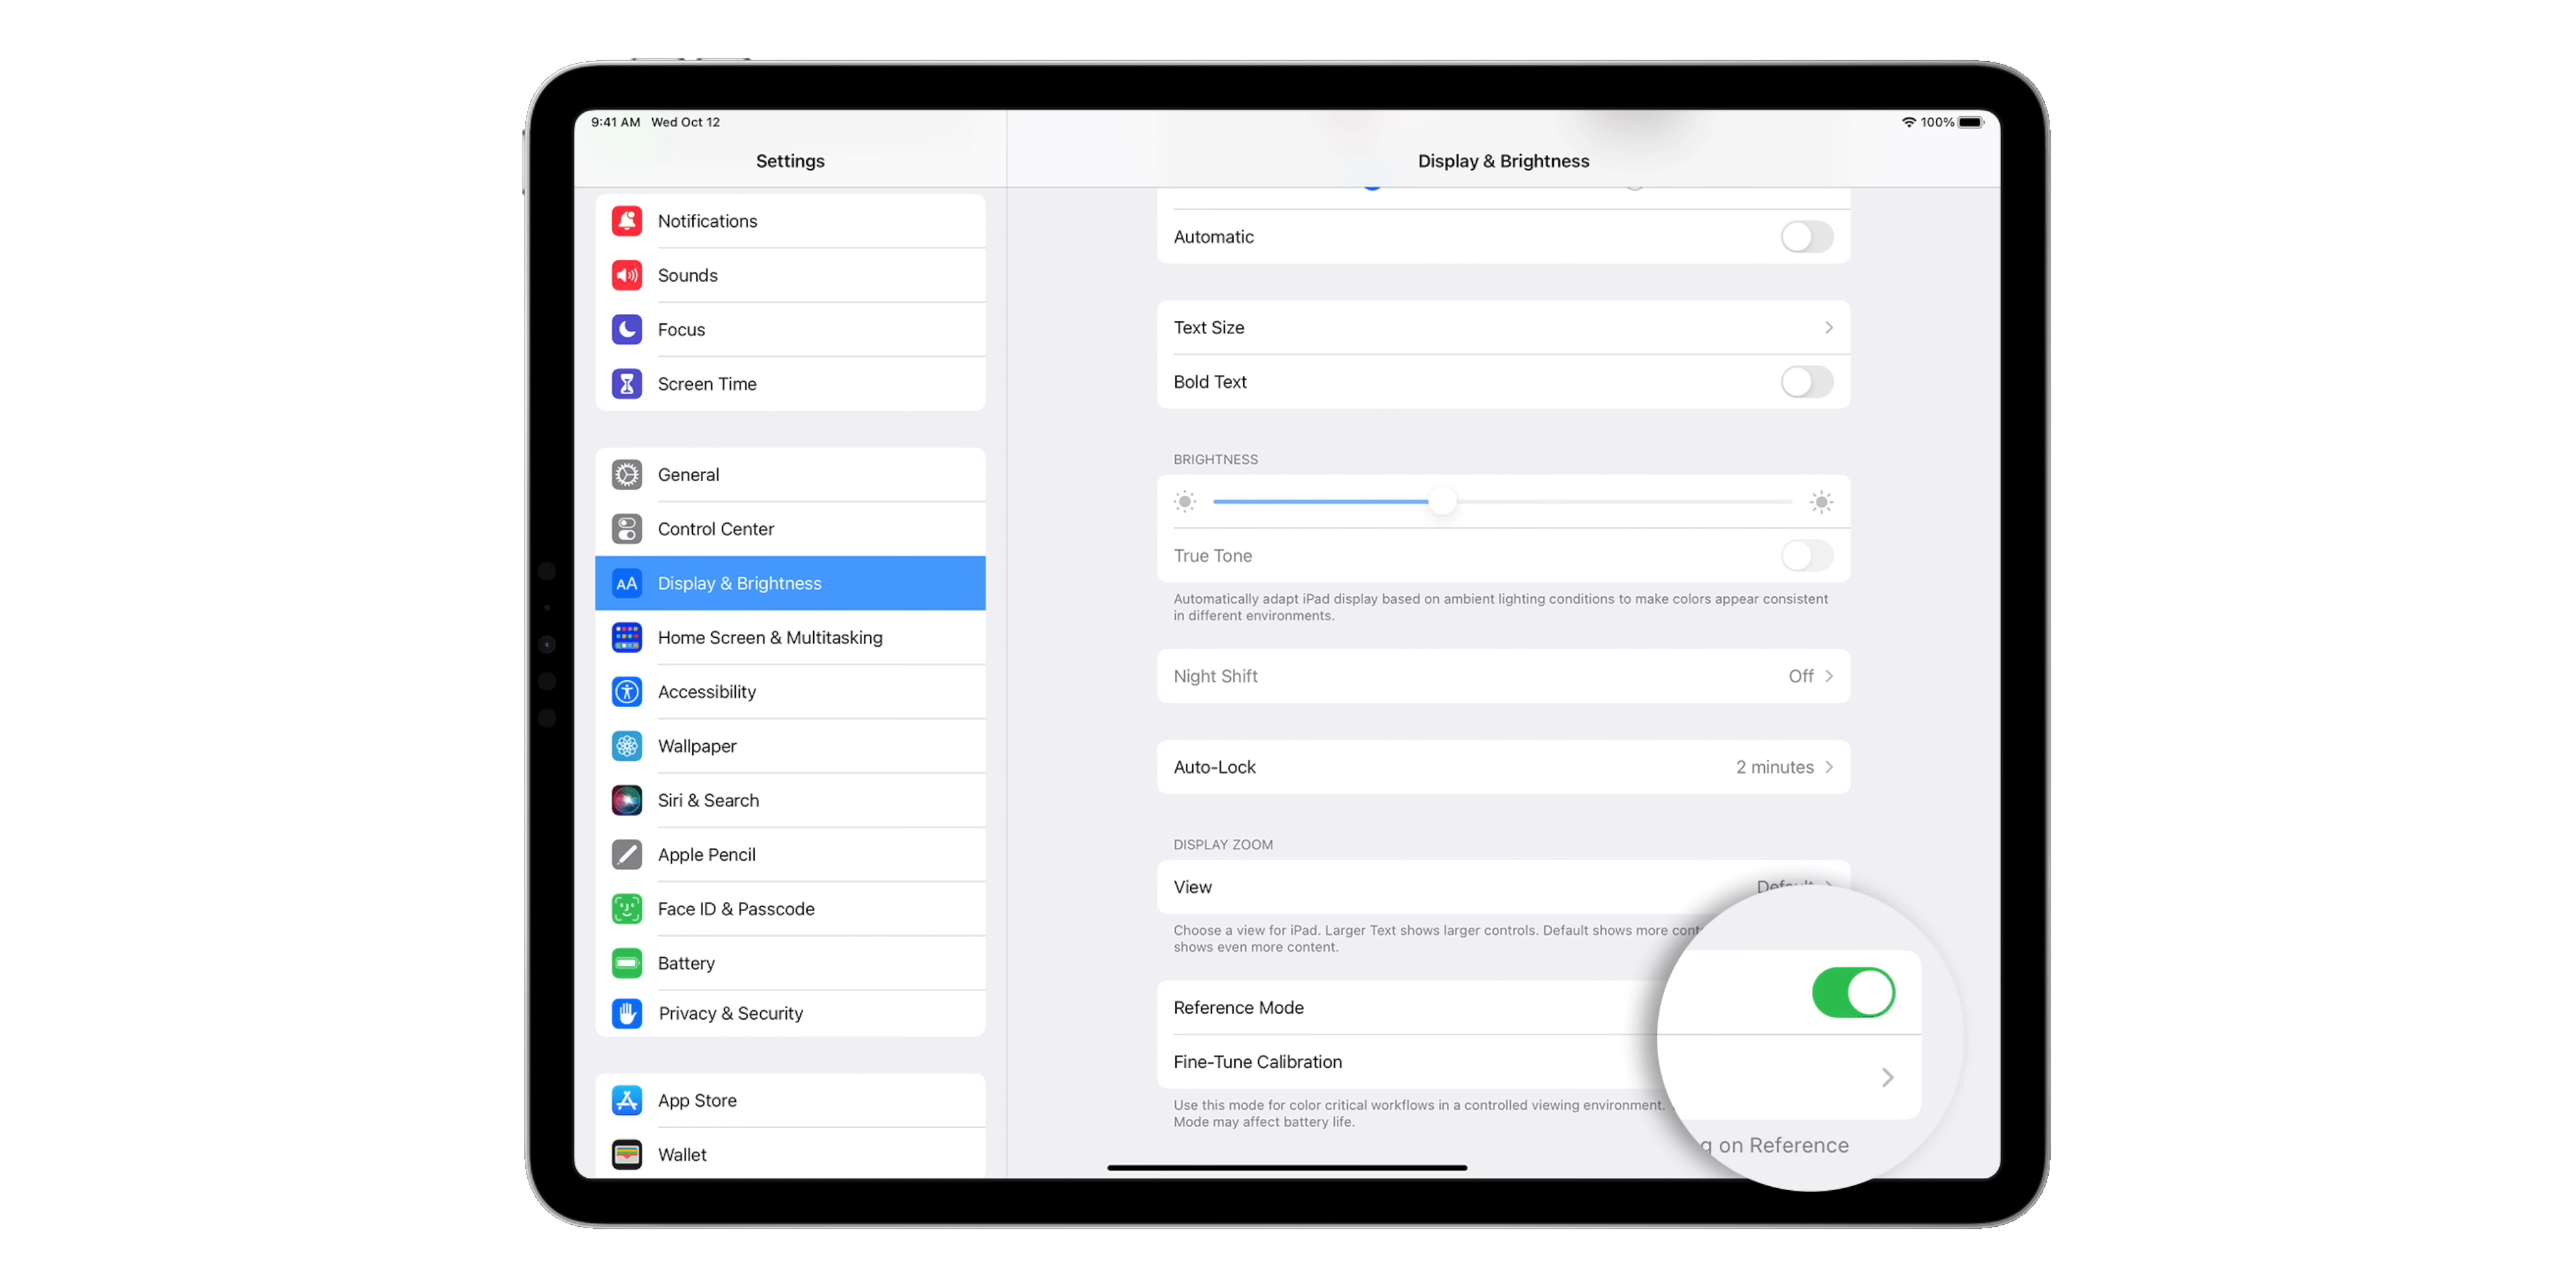 9:41 AM Wed Oct 12
100%
Settings
Notifications
Sounds
Focus
Screen Time
General
Control Center
AA Display & Brightness
Home Screen & Multitasking
Accessibility
Wallpaper
Siri & Search
Apple Pencil
Face ID & Passcode
Battery
Privacy & Security
App Store
Wallet
Display & Brightness
Automatic
Text Size
Bold Text
BRIGHTNESS
True Tone
Automatically adapt iPad display based on ambient lighting conditions to make colors appear consistent
in different environments.
Night Shift Off
Auto-Lock 2 minutes
DISPLAY ZOOM
View Default
Choose a view for iPad. Larger Text shows larger controls. Default shows more
shows even more content.
Reference Mode
Fine-Tune Calibration
Use this mode for color critical workflows in a controlled viewing environment.
Mode may affect battery life.
on Reference